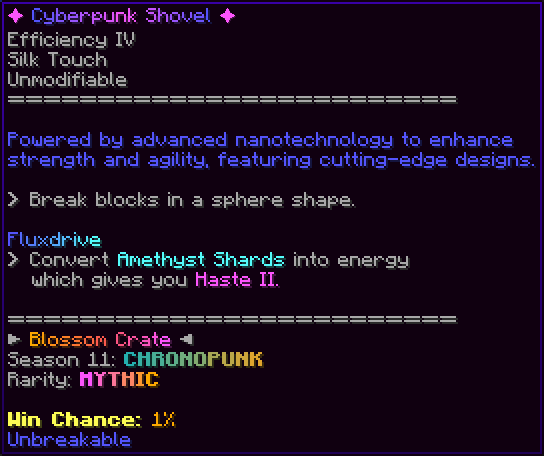 ✦ Cyberpunk Shovel ✦
Efficiency IV
Silk Touch
Unmodifiable
==============================
Powered by advanced nanotechnology to enhance
strength and agility, featuring cutting-edge designs.
> Break blocks in a sphere shape.
Fluxdrive
> Convert Amethyst Shards into energy
which gives you Haste II.
==============================
► Blossom Crate ◄
Season 11: CHRONOPUNK
Rarity: MYTHIC
Win Chance: 1%
Unbreakable